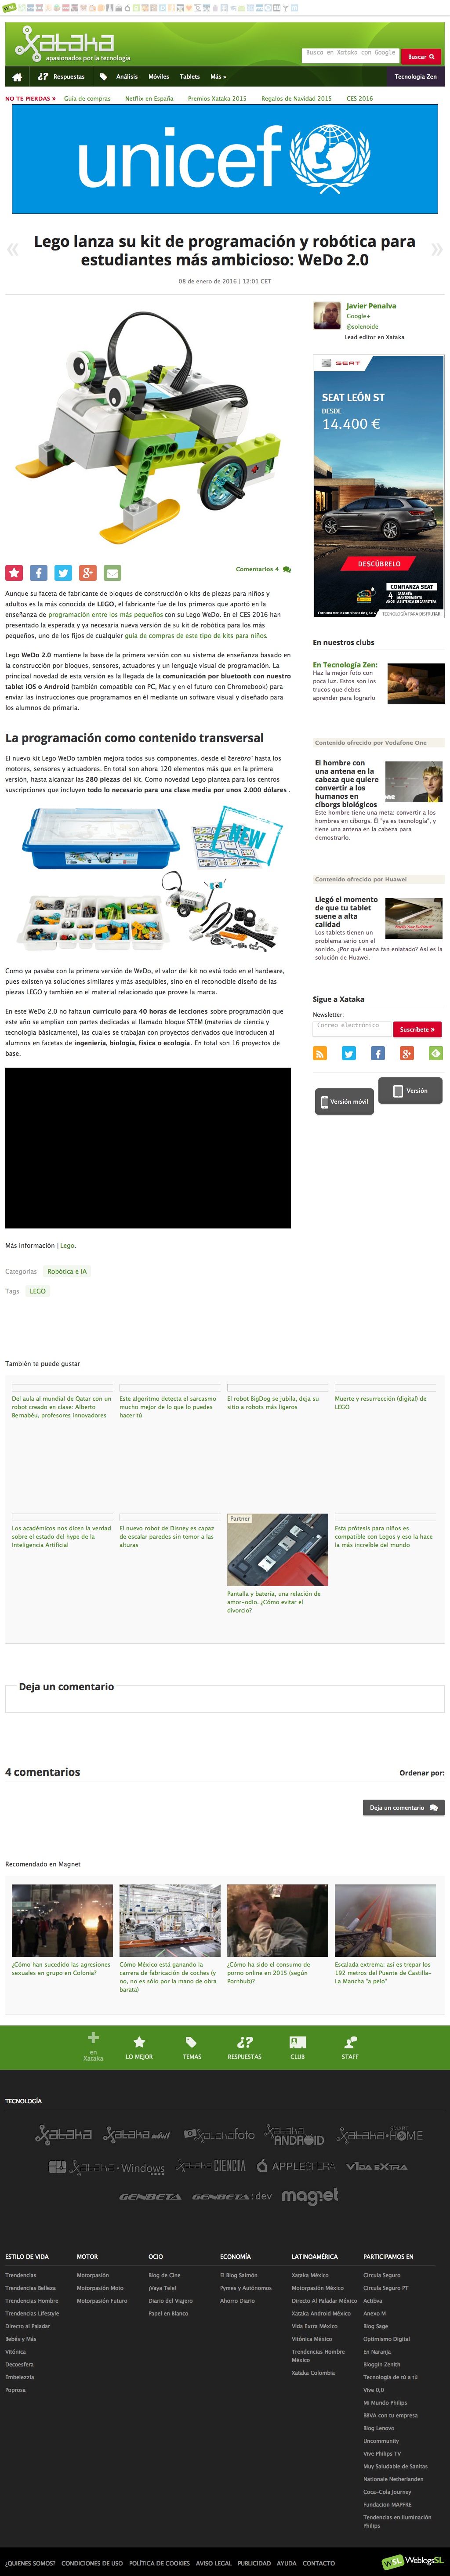 Xataka
apasionados por la tecnología
Busca en Xataka con Google
Buscar
Respuestas
Análisis
Móviles
Tablets
Más »
Tecnología Zen
NO TE PIERDAS »
Guía de compras
Netflix en España
Premios Xataka 2015
Regalos de Navidad 2015
CES 2016
unicef
«
»
Lego lanza su kit de programación y robótica para
estudiantes más ambicioso: WeDo 2.0
08 de enero de 2016 | 12:01 CET
Javier Penalva
Google+
@solenoide
Lead editor en Xataka
SEAT
SEAT LEÓN ST
DESDE
14.400 €
DESCÚBRELO
CONFIANZA SEAT
TECNOLOGÍA PARA DISFRUTAR
Comentarios 4
Aunque su faceta de fabricante de bloques de construcción o kits de piezas para niños y
adultos es la más conocida de LEGO, el fabricante fue de los primeros que aportó en la
enseñanza de programación entre los más pequeños con su Lego WeDo. En el CES 2016 han
presentado la esperada y ya necesaria nueva versión de su kit de robótica para los más
pequeños, uno de los fijos de cualquier guía de compras de este tipo de kits para niños.
Lego WeDo 2.0 mantiene la base de la primera versión con su sistema de enseñanza basado en
la construcción por bloques, sensores, actuadores y un lenguaje visual de programación. La
principal novedad de esta versión es la llegada de la comunicación por bluetooth con nuestro
tablet iOS o Android (también compatible con PC, Mac y en el futuro con Chromebook) para
enviar las instrucciones que programamos en él mediante un software visual y diseñado para
los alumnos de primaria.
La programación como contenido transversal
El nuevo kit Lego WeDo también mejora todos sus componentes, desde el "cerebro" hasta los
motores, sensores y actuadores. En total son ahora 120 elementos más que en la primera
versión, hasta alcanzar las 280 piezas del kit. Como novedad Lego plantea para los centros
suscripciones que incluyen todo lo necesario para una clase media por unos 2.000 dólares .
NEW
Como ya pasaba con la primera versión de WeDo, el valor del kit no está todo en el hardware,
pues existen ya soluciones similares y más asequibles, sino en el reconocible diseño de las
piezas LEGO y también en el material relacionado que provee la marca.
En este WeDo 2.0 no falta un currículo para 40 horas de lecciones sobre programación que
este año se amplían con partes dedicadas al llamado bloque STEM (materias de ciencia y
tecnología básicamente), las cuales se trabajan con proyectos derivados que introducen al
alumno en facetas de ingeniería, biología, física o ecología. En total son 16 proyectos de
base.
En nuestros clubs
En Tecnología Zen:
Haz la mejor foto con
poca luz. Estos son los
trucos que debes
aprender para lograrlo
Contenido ofrecido por Vodafone One
El hombre con
una antena en la
cabeza que quiere
convertir a los
humanos en
cíborgs biológicos
Este hombre tiene una meta: convertir a los
hombres en cíborgs. Él "ya es tecnología", y
tiene una antena en la cabeza para
demostrarlo.
Contenido ofrecido por Huawei
Llegó el momento
de que tu tablet
suene a alta
calidad
Los tablets tienen un
problema serio con el
sonido. ¿Por qué suena tan enlatado? Así es la
solución de Huawei.
Sigue a Xataka
Newsletter:
Correo electrónico
Suscríbete »
Versión móvil
Versión
Más información | Lego.
Categorías
Robótica e IA
Tags
LEGO
También te puede gustar
Del aula al mundial de Qatar con un
robot creado en clase: Alberto
Bernabéu, profesores innovadores
Este algoritmo detecta el sarcasmo
mucho mejor de lo que lo puedes
hacer tú
El robot BigDog se jubila, deja su
sitio a robots más ligeros
Muerte y resurrección (digital) de
LEGO
Los académicos nos dicen la verdad
sobre el estado del hype de la
Inteligencia Artificial
El nuevo robot de Disney es capaz
de escalar paredes sin temor a las
alturas
Partner
Pantalla y batería, una relación de
amor-odio. ¿Cómo evitar el
divorcio?
Esta prótesis para niños es
compatible con Legos y eso la hace
la más increíble del mundo
Deja un comentario
4 comentarios
Ordenar por:
Deja un comentario
Recomendado en Magnet
¿Cómo han sucedido las agresiones
sexuales en grupo en Colonia?
Cómo México está ganando la
carrera de fabricación de coches (y
no, no es sólo por la mano de obra
barata)
¿Cómo ha sido el consumo de
porno online en 2015 (según
Pornhub)?
Escalada extrema: así es trepar los
192 metros del Puente de Castilla-
La Mancha "a pelo"
en
Xataka
LO MEJOR
TEMAS
RESPUESTAS
CLUB
STAFF
TECNOLOGÍA
Xataka
Xataka móvil
Xatakafoto
Xataka ANDROID
Xataka SMART HOME
Xataka Windows
Xataka CIENCIA
APPLESFERA
VIDA EXTRA
GENBETA
GENBETA:dev
magnet
ESTILO DE VIDA
Trendencias
Trendencias Belleza
Trendencias Hombre
Trendencias Lifestyle
Directo al Paladar
Bebés y Más
Vitónica
Decoesfera
Embelezzia
Poprosa
MOTOR
Motorpasión
Motorpasión Moto
Motorpasión Futuro
OCIO
Blog de Cine
¡Vaya Tele!
Diario del Viajero
Papel en Blanco
ECONOMÍA
El Blog Salmón
Pymes y Autónomos
Ahorro Diario
LATINOAMÉRICA
Xataka México
Motorpasión México
Directo Al Paladar México
Xataka Android México
Vida Extra México
Vitónica México
Trendencias Hombre
México
Xataka Colombia
PARTICIPAMOS EN
Circula Seguro
Circula Seguro PT
Actibva
Anexo M
Blog Sage
Optimismo Digital
En Naranja
Bloggin Zenith
Tecnología de tú a tú
Vive 0,0
Mi Mundo Philips
BBVA con tu empresa
Blog Lenovo
Uncommunity
Vive Philips TV
Muy Saludable de Sanitas
Nationale Netherlanden
Coca-Cola Journey
Fundacion MAPFRE
Tendencias en iluminación
Philips
¿QUIENES SOMOS?
CONDICIONES DE USO
POLÍTICA DE COOKIES
AVISO LEGAL
PUBLICIDAD
AYUDA
CONTACTO
WSL WeblogsSL